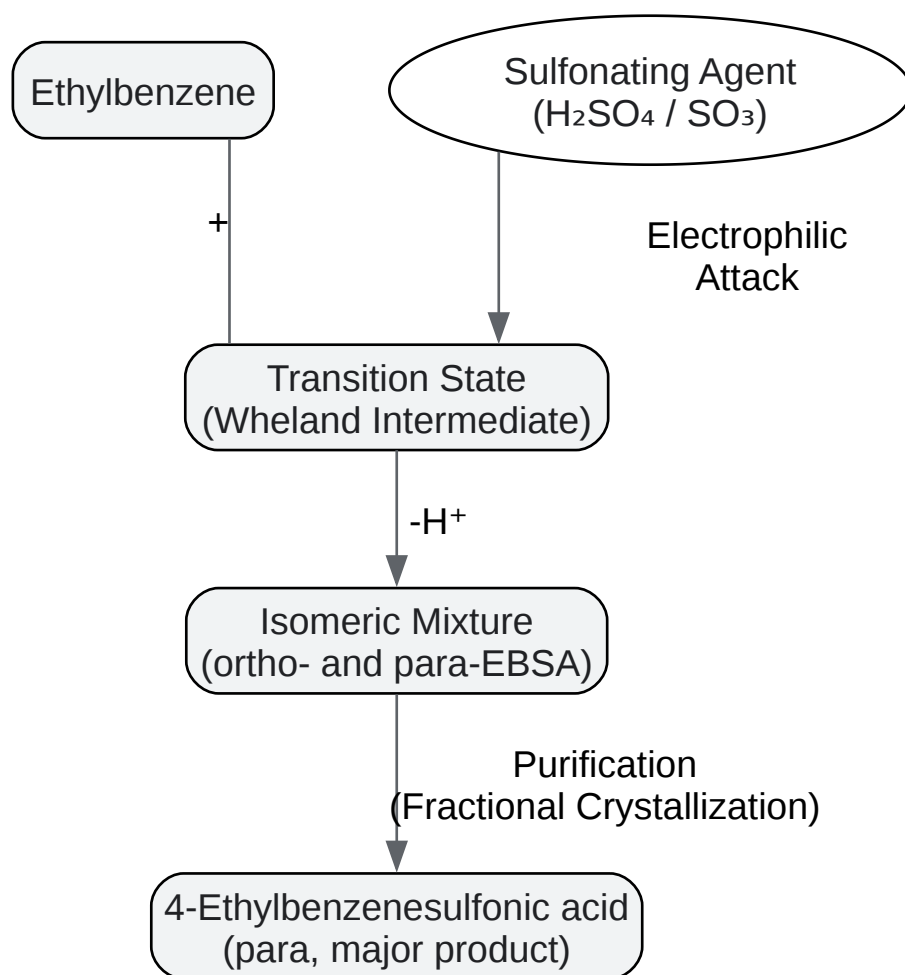 Ethylbenzene
Sulfonating Agent
(H₂SO₄ / SO₃)
+
Electrophilic
Attack
Transition State
(Wheland Intermediate)
-H⁺
Isomeric Mixture
(ortho- and para-EBSA)
Purification
(Fractional Crystallization)
4-Ethylbenzenesulfonic acid
(para, major product)